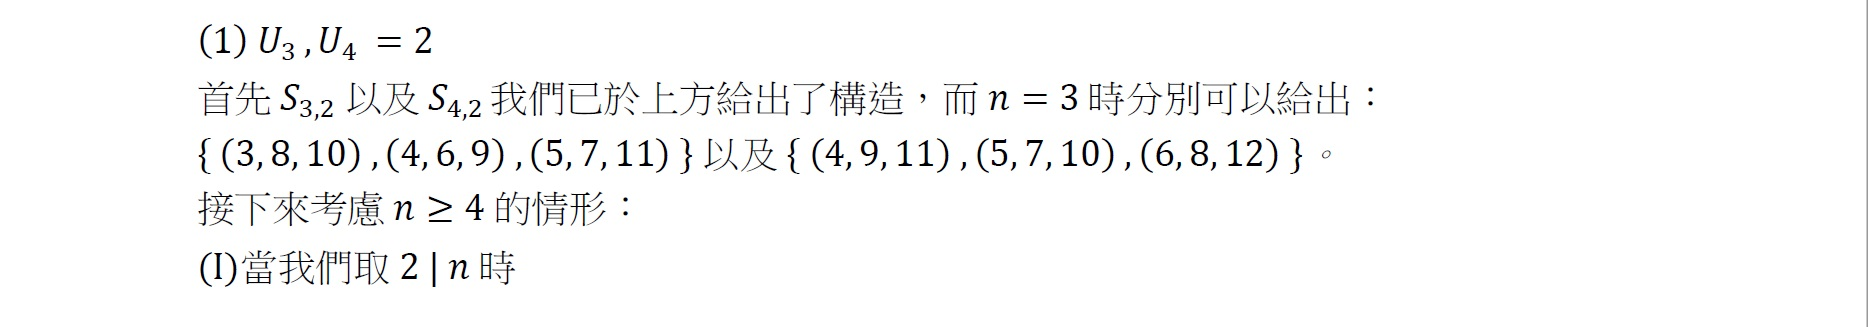 (1) U₃ , U₄ = 2
首先 S₃,₂ 以及 S₄,₂ 我們已於上方給出了構造，而 n = 3 時分別可以給出：
{ (3, 8, 10) , (4, 6, 9) , (5, 7, 11) } 以及 { (4, 9, 11) , (5, 7, 10) , (6, 8, 12) } 。
接下來考慮 n ≥ 4 的情形：
(I)當我們取 2 | n 時